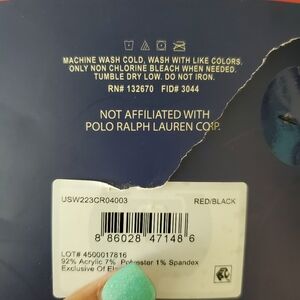 MACHINE WASH COLD, WASH WITH LIKE COLORS,
ONLY NON CHLORINE BLEACH WHEN NEEDED.
TUMBLE DRY LOW. DO NOT IRON.
RN# 132670 FID# 3044
NOT AFFILIATED WITH
POLO RALPH LAUREN CORP.
USW223CR04003 RED/BLACK
8 86028 47148 6
LOT# 4500017816
92% Acrylic 7% Polyester 1% Spandex
Exclusive Of